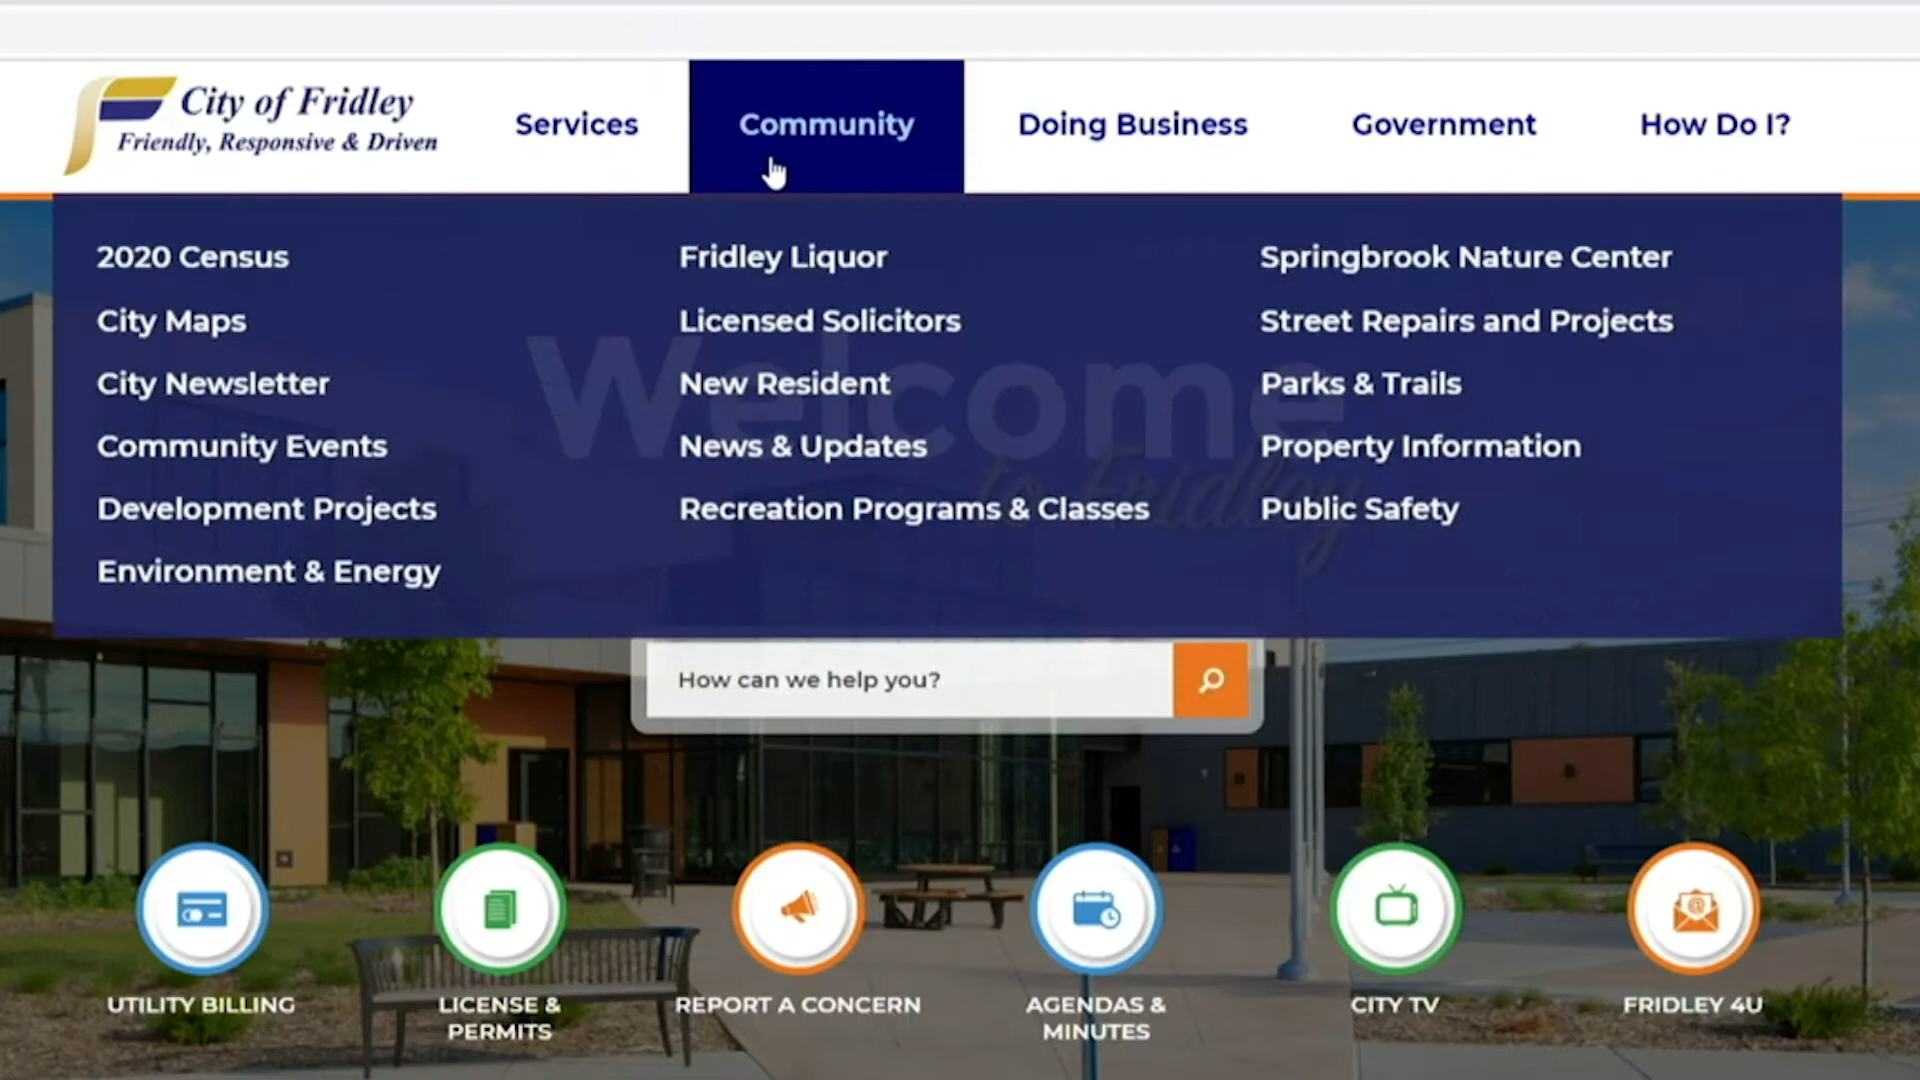 City of Fridley
Friendly, Responsive & Driven
Services
Community
Doing Business
Government
How Do I?
2020 Census
City Maps
City Newsletter
Community Events
Development Projects
Environment & Energy
Fridley Liquor
Licensed Solicitors
New Resident
News & Updates
Recreation Programs & Classes
Springbrook Nature Center
Street Repairs and Projects
Parks & Trails
Property Information
Public Safety
Welcome
to Fridley
How can we help you?
UTILITY BILLING
LICENSE &
PERMITS
REPORT A CONCERN
AGENDAS &
MINUTES
CITY TV
FRIDLEY 4U